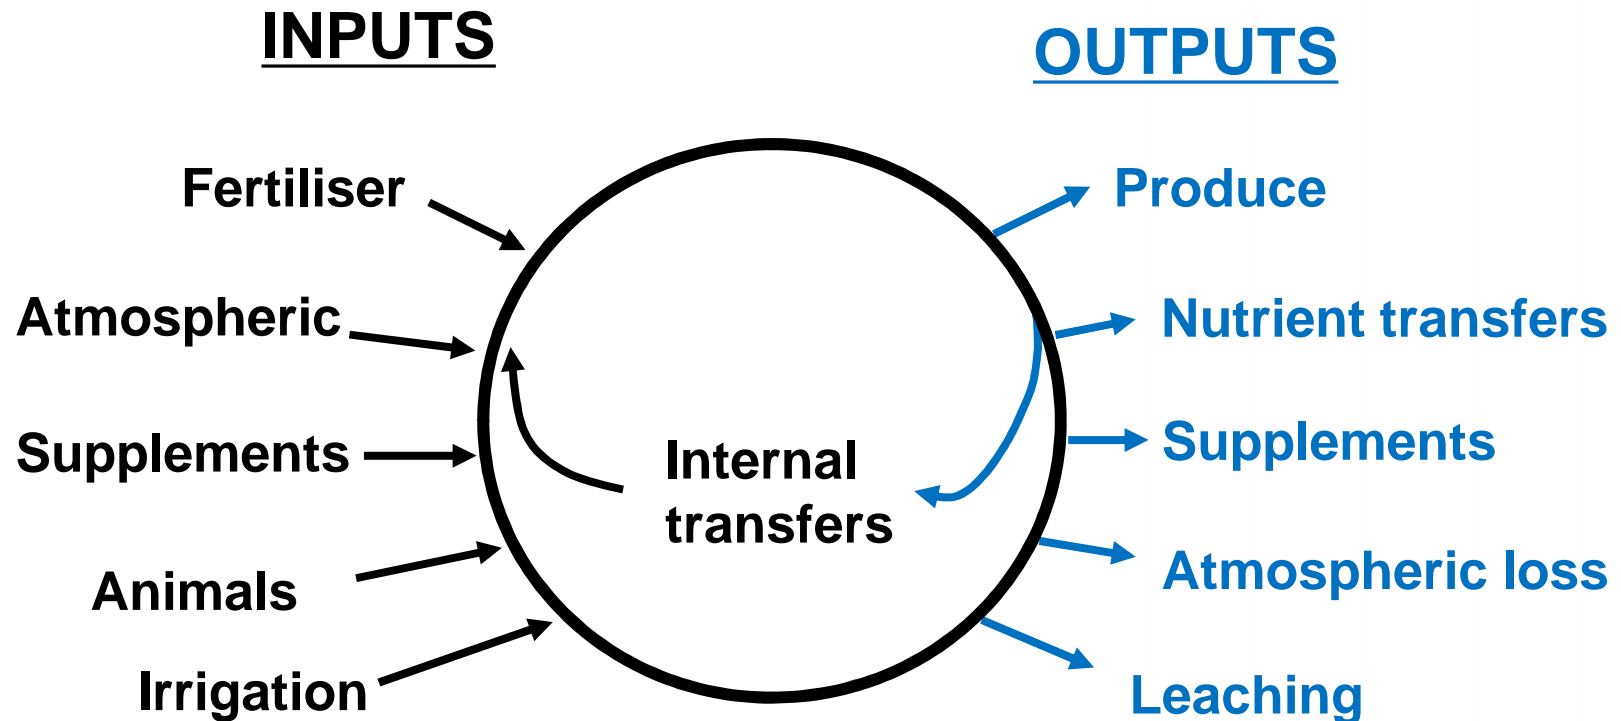 INPUTS
OUTPUTS
Fertiliser
Produce
Atmospheric
Nutrient transfers
Supplements
Supplements
Internal
transfers
Animals
Atmospheric loss
Irrigation
Leaching